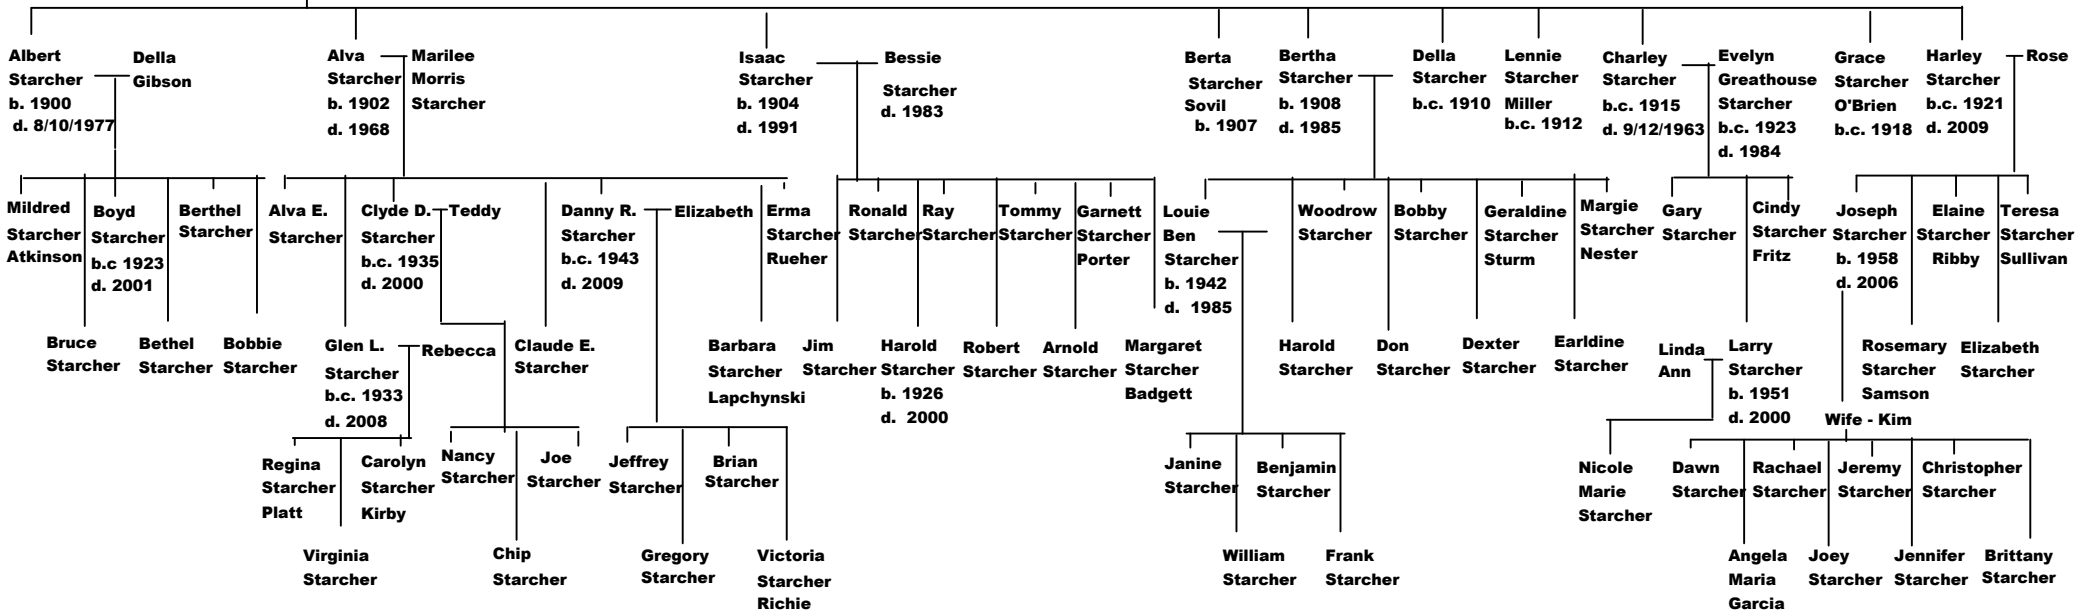 Albert
Starcher
b. 1900
d. 8/10/1977
Della
Gibson
Alva
Starcher
b. 1902
d. 1968
Marilee
Morris
Starcher
Isaac
Starcher
b. 1904
d. 1991
Bessie
Starcher
d. 1983
Berta
Starcher
Sovil
b. 1907
Bertha
Starcher
b. 1908
d. 1985
Della
Starcher
b.c. 1910
Lennie
Starcher
Miller
b.c. 1912
Charley
Starcher
b.c. 1915
d. 9/12/1963
Evelyn
Greathouse
Starcher
b.c. 1923
d. 1984
Grace
Starcher
O'Brien
b.c. 1918
Harley
Starcher
b.c. 1921
d. 2009
Rose
Mildred
Starcher
Atkinson
Boyd
Starcher
b.c 1923
d. 2001
Berthel
Starcher
Alva E.
Starcher
Clyde D.
Starcher
b.c. 1935
d. 2000
Teddy
Danny R.
Starcher
b.c. 1943
d. 2009
Elizabeth
Erma
Starcher
Rueher
Ronald
Starcher
Ray
Starcher
Tommy
Starcher
Garnett
Starcher
Porter
Louie
Ben
Starcher
b. 1942
d. 1985
Woodrow
Starcher
Bobby
Starcher
Geraldine
Starcher
Sturm
Margie
Starcher
Nester
Gary
Starcher
Cindy
Starcher
Fritz
Joseph
Starcher
b. 1958
d. 2006
Elaine
Starcher
Ribby
Teresa
Starcher
Sullivan
Bruce
Starcher
Bethel
Starcher
Bobbie
Starcher
Glen L.
Starcher
b.c. 1933
d. 2008
Rebecca
Claude E.
Starcher
Barbara
Starcher
Lapchynski
Jim
Starcher
Harold
Starcher
b. 1926
d. 2000
Robert
Starcher
Arnold
Starcher
Margaret
Starcher
Badgett
Harold
Starcher
Don
Starcher
Dexter
Starcher
Earldine
Starcher
Linda
Ann
Larry
Starcher
b. 1951
d. 2000
Rosemary
Starcher
Samson
Elizabeth
Starcher
Wife - Kim
Regina
Starcher
Platt
Carolyn
Starcher
Kirby
Nancy
Starcher
Joe
Starcher
Jeffrey
Starcher
Brian
Starcher
Janine
Starcher
Benjamin
Starcher
Nicole
Marie
Starcher
Dawn
Starcher
Rachael
Starcher
Jeremy
Starcher
Christopher
Starcher
Virginia
Starcher
Chip
Starcher
Gregory
Starcher
Victoria
Starcher
Richie
William
Starcher
Frank
Starcher
Angela
Maria
Garcia
Joey
Starcher
Jennifer
Starcher
Brittany
Starcher